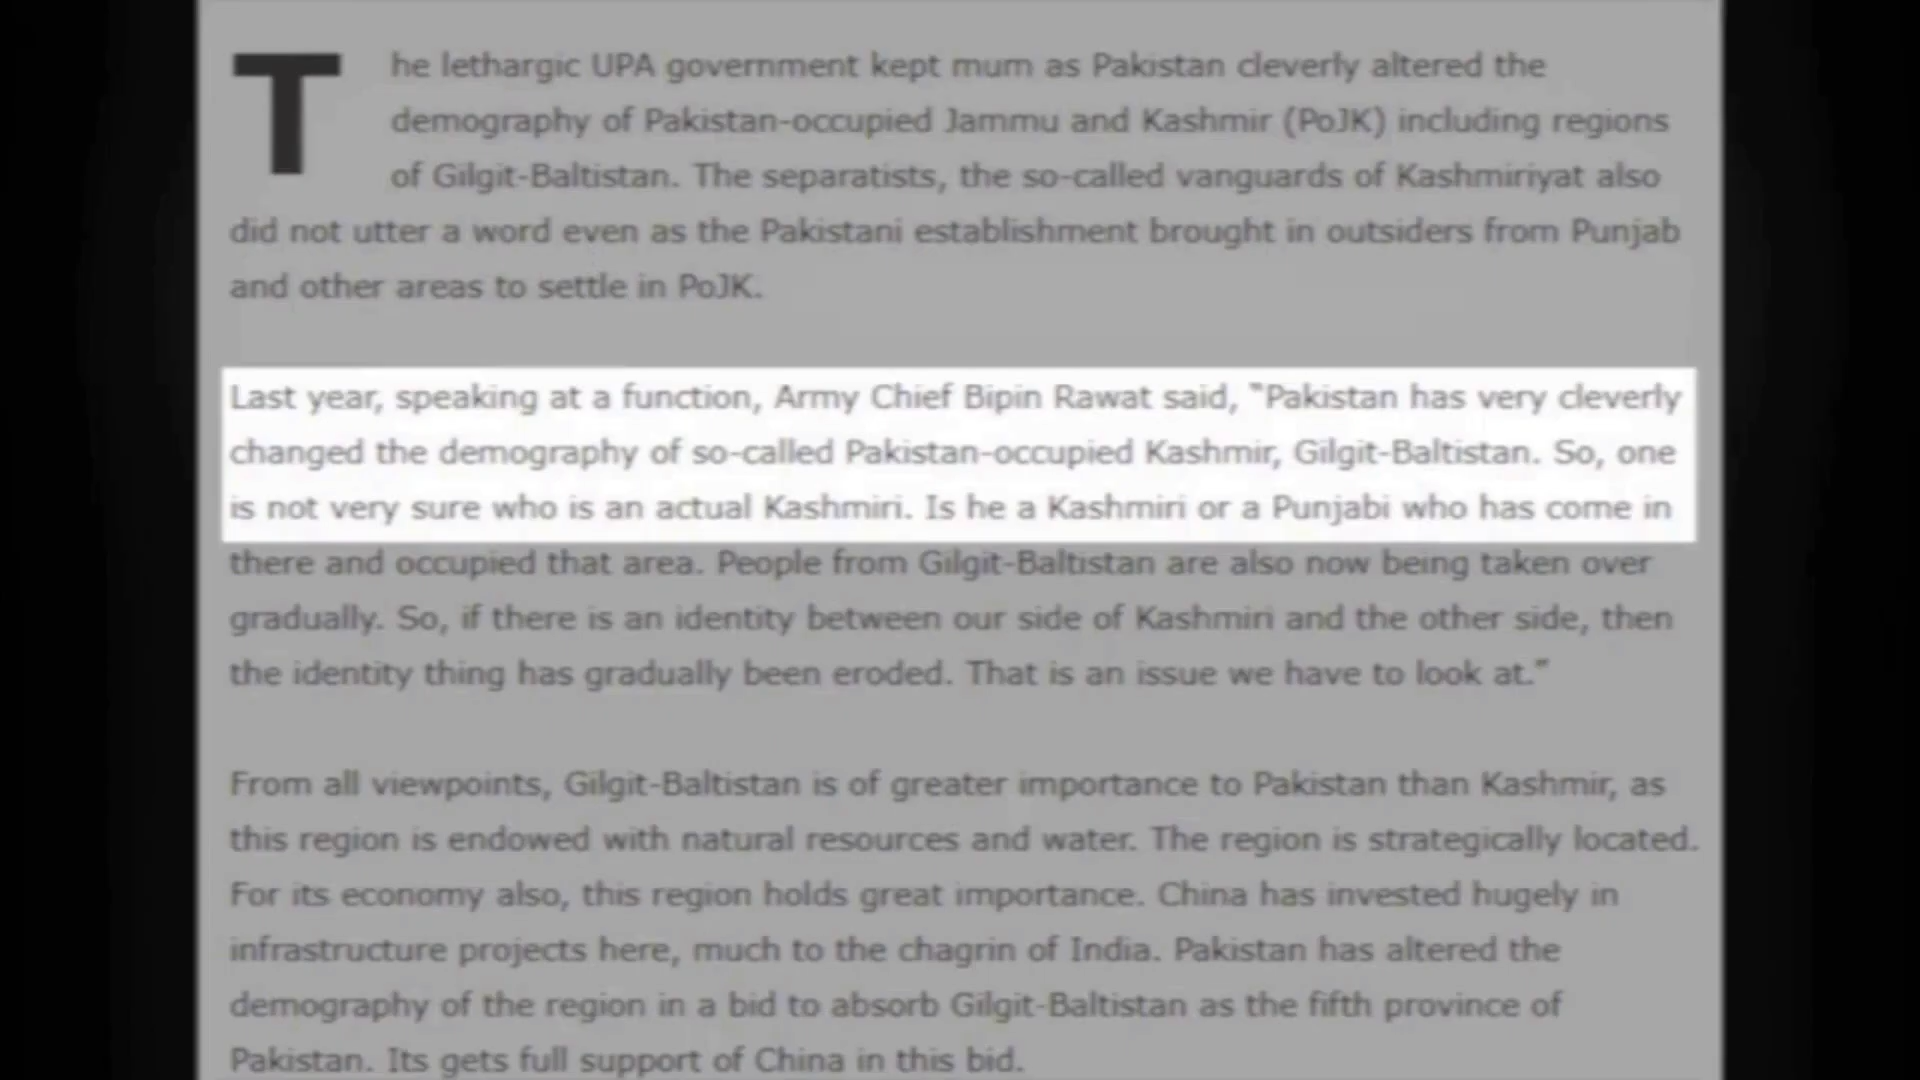 The lethargic UPA government kept mum as Pakistan cleverly altered the
demography of Pakistan-occupied Jammu and Kashmir (PoJK) including regions
of Gilgit-Baltistan. The separatists, the so-called vanguards of Kashmiriyat also
did not utter a word even as the Pakistani establishment brought in outsiders from Punjab
and other areas to settle in PoJK.
Last year, speaking at a function, Army Chief Bipin Rawat said, “Pakistan has very cleverly
changed the demography of so-called Pakistan-occupied Kashmir, Gilgit-Baltistan. So, one
is not very sure who is an actual Kashmiri. Is he a Kashmiri or a Punjabi who has come in
there and occupied that area. People from Gilgit-Baltistan are also now being taken over
gradually. So, if there is an identity between our side of Kashmiri and the other side, then
the identity thing has gradually been eroded. That is an issue we have to look at.”
From all viewpoints, Gilgit-Baltistan is of greater importance to Pakistan than Kashmir, as
this region is endowed with natural resources and water. The region is strategically located.
For its economy also, this region holds great importance. China has invested hugely in
infrastructure projects here, much to the chagrin of India. Pakistan has altered the
demography of the region in a bid to absorb Gilgit-Baltistan as the fifth province of
Pakistan. Its gets full support of China in this bid.